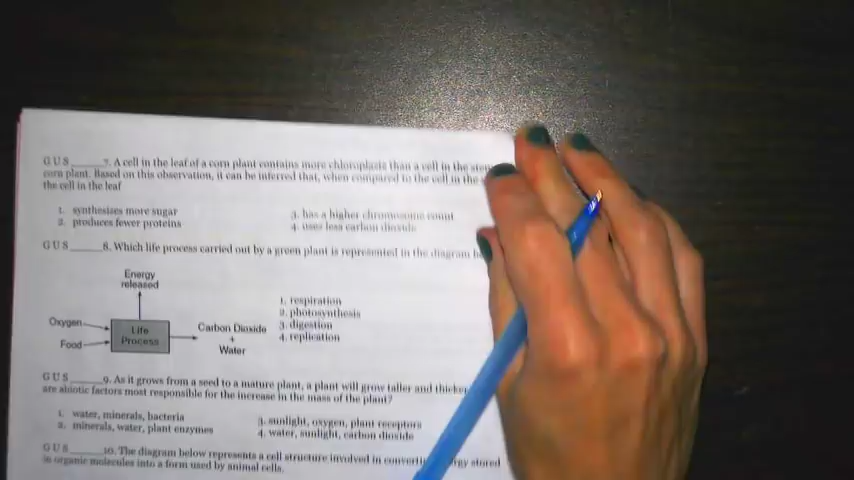 G U S ______7. A cell in the leaf of a corn plant contains more chloroplasts than a cell in the
corn plant. Based on this observation, it can be inferred that, when compared to the cell in the
the cell in the leaf
1. synthesizes more sugar
2. produces fewer proteins
3. has a higher chromosome count
4. uses less carbon dioxide
G U S ______8. Which life process carried out by a green plant is represented in the diagram
Energy
released
Oxygen
Food
Life
Process
Carbon Dioxide
+
Water
1. respiration
2. photosynthesis
3. digestion
4. replication
G U S ______9. As it grows from a seed to a mature plant, a plant will grow taller and
are abiotic factors most responsible for the increase in the mass of the plant?
1. water, minerals, bacteria
2. minerals, water, plant enzymes
3. sunlight, oxygen, plant receptors
4. water, sunlight, carbon dioxide
G U S ______10. The diagram below represents a cell structure involved in stored
in organic molecules into a form used by animal cells.